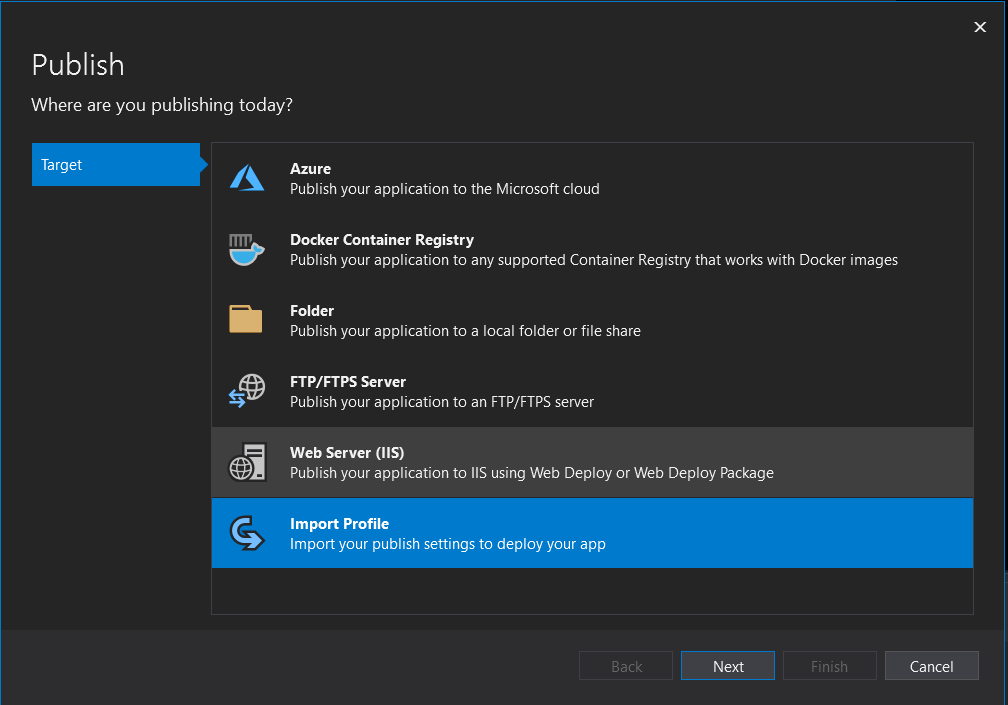 Publish
Where are you publishing today?
Target
Azure
Publish your application to the Microsoft cloud
Docker Container Registry
Publish your application to any supported Container Registry that works with Docker images
Folder
Publish your application to a local folder or file share
FTP/FTPS Server
Publish your application to an FTP/FTPS server
Web Server (IIS)
Publish your application to IIS using Web Deploy or Web Deploy Package
Import Profile
Import your publish settings to deploy your app
Back
Next
Finish
Cancel